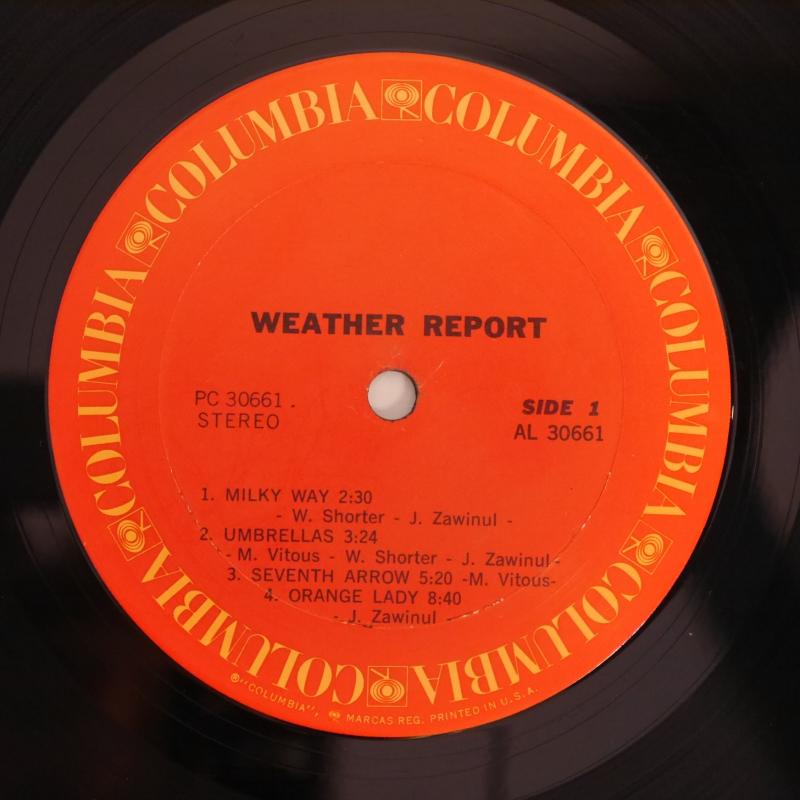 COLUMBIA COLUMBIA COLUMBIA COLUMBIA COLUMBIA COLUMBIA
WEATHER REPORT
PC 30661 .
STEREO
SIDE 1
AL 30661
1. MILKY WAY 2:30
- W. Shorter - J. Zawinul -
2. UMBRELLAS 3:24
- M. Vitous - W. Shorter - J. Zawinul -
3. SEVENTH ARROW 5:20 -M. Vitous-
4. ORANGE LADY 8:40
- J. Zawinul -
®"COLUMBIA", MARCAS REG. PRINTED IN U.S.A.